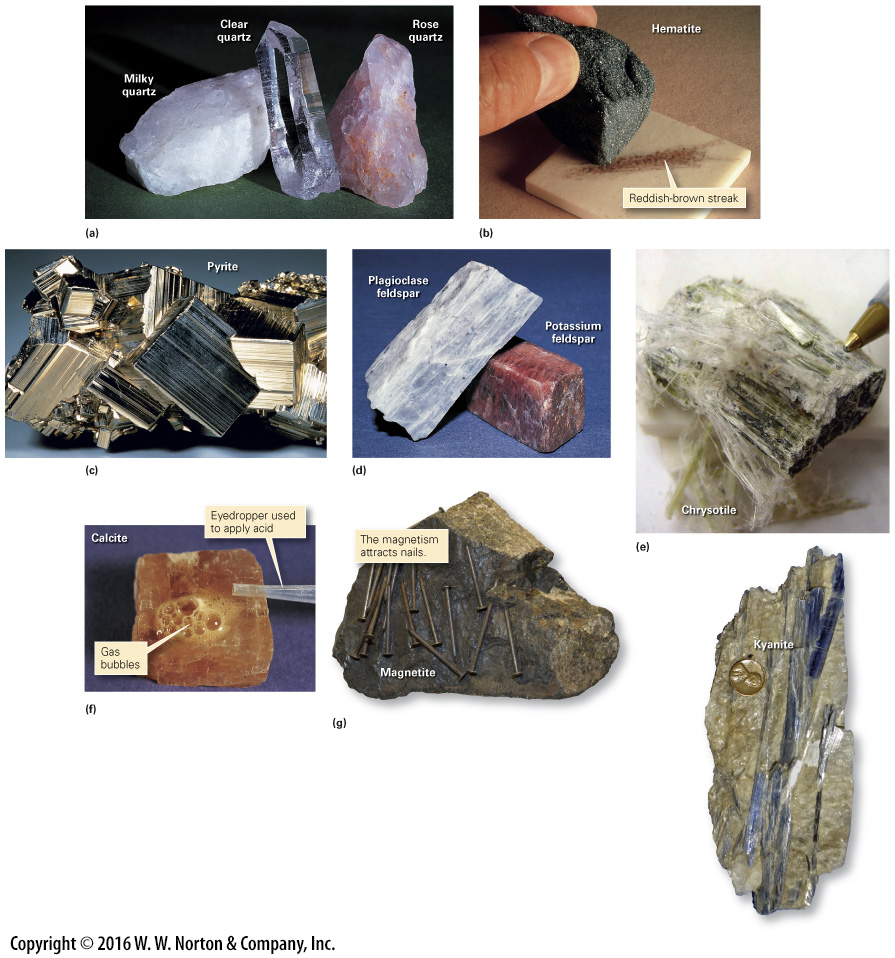 Milky
quartz
Clear
quartz
Rose
quartz
(a)
Hematite
Reddish-brown streak
(b)
Pyrite
(c)
Plagioclase
feldspar
Potassium
feldspar
(d)
Chrysotile
(e)
Calcite
Eyedropper used
to apply acid
Gas
bubbles
(f)
The magnetism
attracts nails.
Magnetite
(g)
Kyanite
Copyright © 2016 W. W. Norton & Company, Inc.